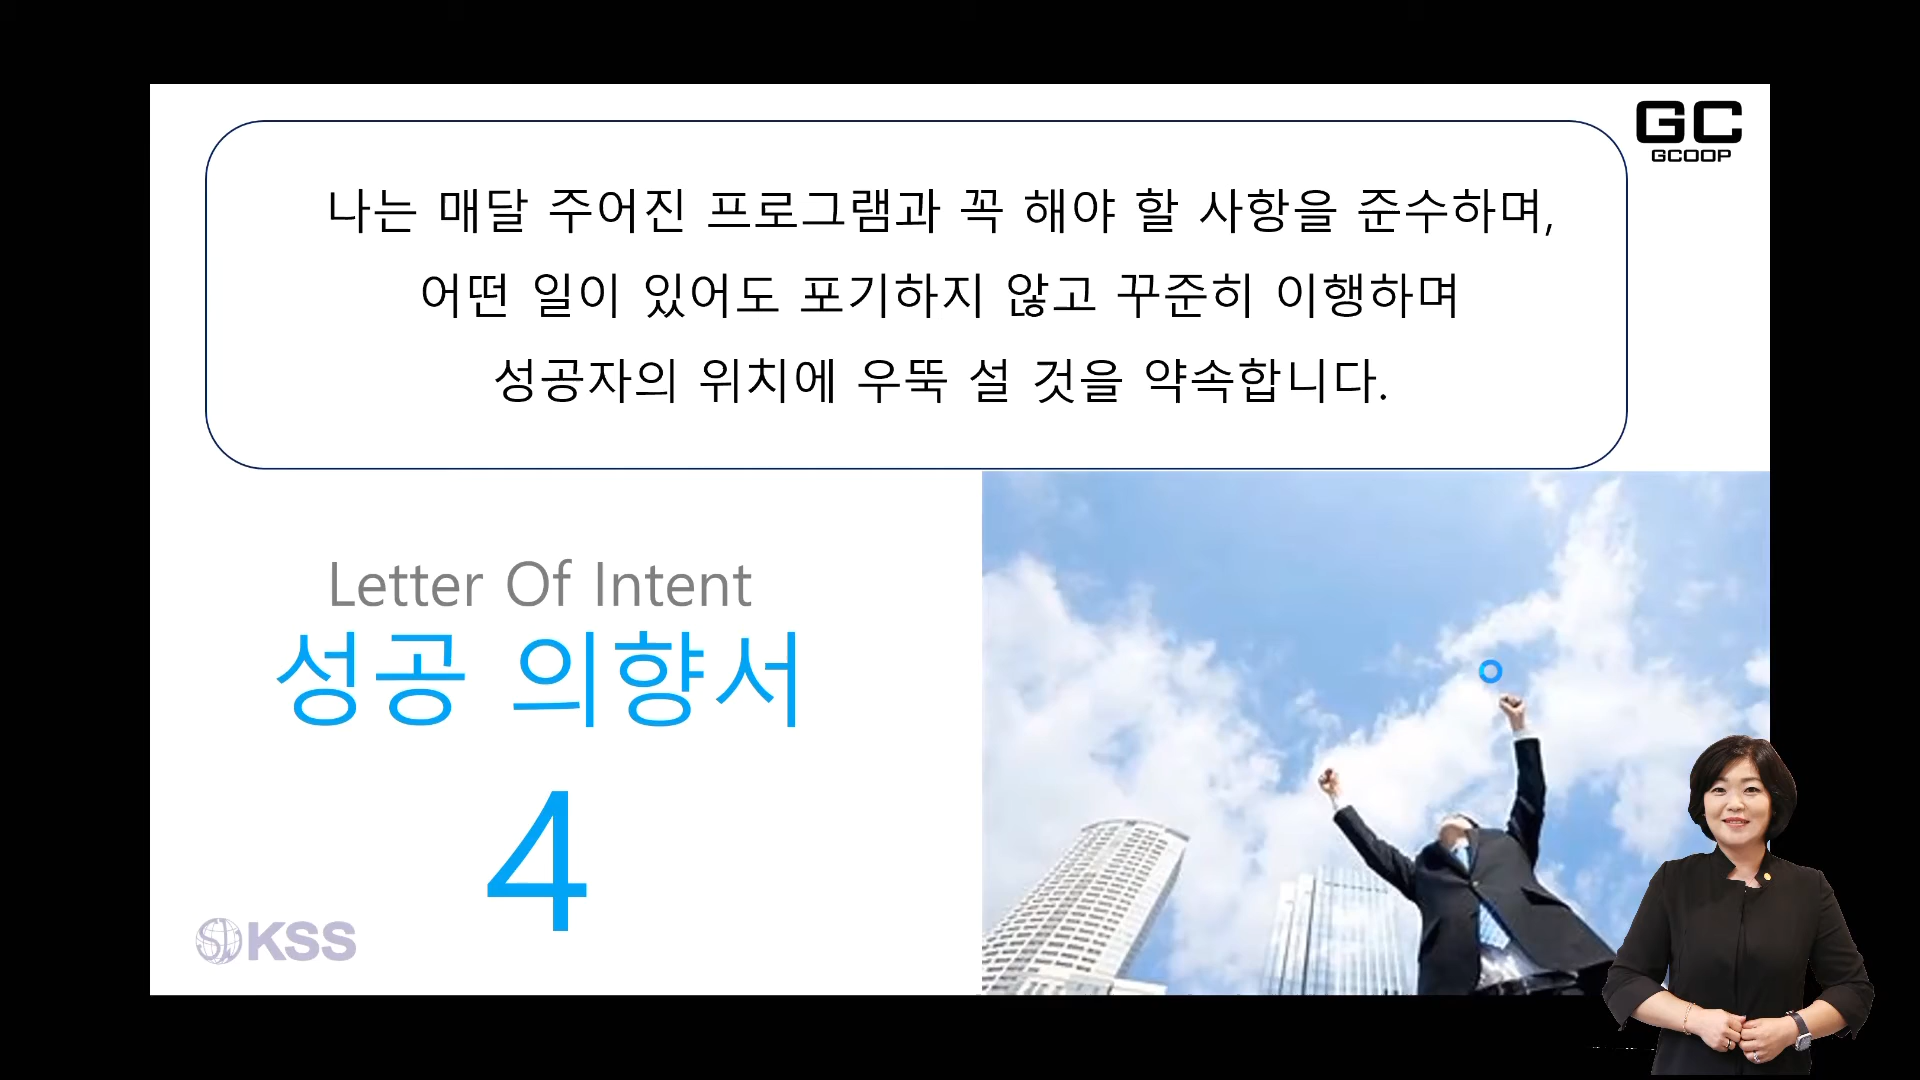 GC
GCOOP
나는 매달 주어진 프로그램과 꼭 해야 할 사항을 준수하며,
어떤 일이 있어도 포기하지 않고 꾸준히 이행하며
성공자의 위치에 우뚝 설 것을 약속합니다.
Letter Of Intent
성공 의향서
4
KSS